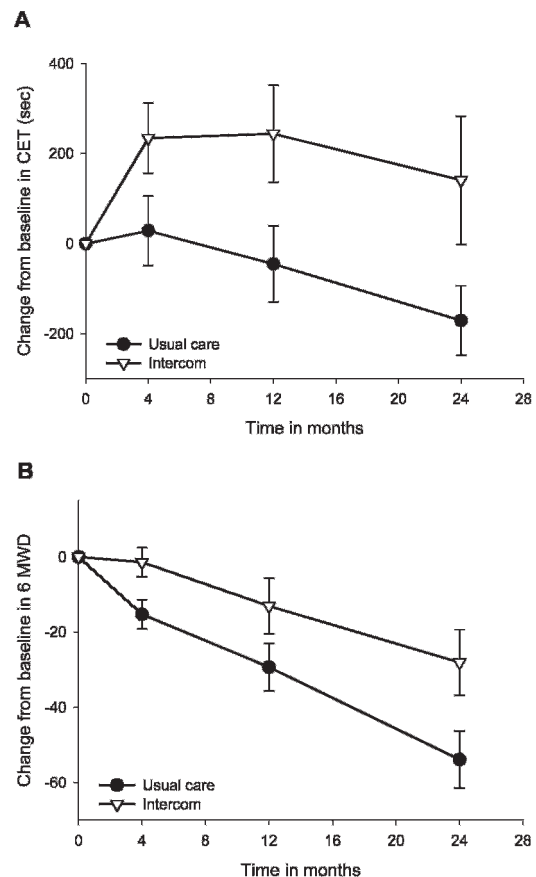 A
Change from baseline in CET (sec)
400
200
0
-200
Usual care
Intercom
0 4 8 12 16 20 24 28
Time in months
B
Change from baseline in 6 MWD
0
-20
-40
-60
Usual care
Intercom
0 4 8 12 16 20 24 28
Time in months